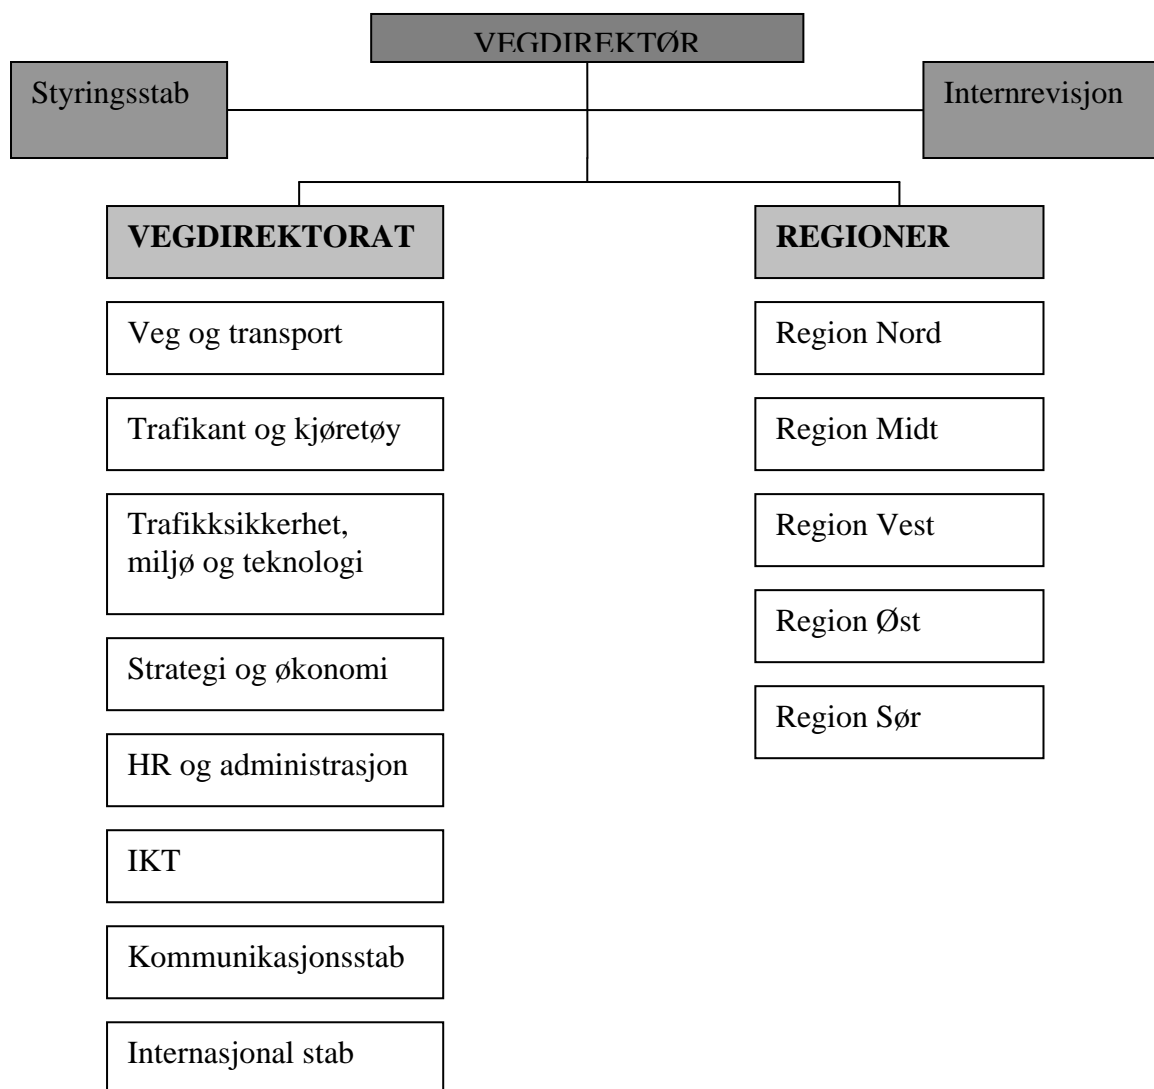 VEGDIREKTØR
Styringsstab
Internrevisjon
VEGDIREKTORAT
Veg og transport
Trafikant og kjøretøy
Trafikksikkerhet,
miljø og teknologi
Strategi og økonomi
HR og administrasjon
IKT
Kommunikasjonsstab
Internasjonal stab
REGIONER
Region Nord
Region Midt
Region Vest
Region Øst
Region Sør